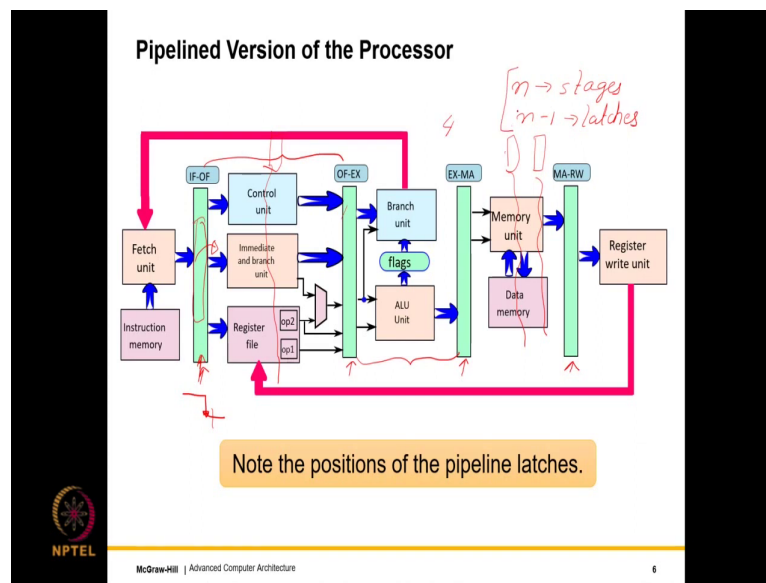 Pipelined Version of the Processor
n → stages
n-1 → latches
4
IF-OF
OF-EX
EX-MA
MA-RW
Control
unit
Branch
unit
Memory
unit
Fetch
unit
Immediate
and branch
unit
flags
Register
write unit
Instruction
memory
Register
file
op2
op1
ALU
Unit
Data
memory
Note the positions of the pipeline latches.
NPTEL
McGraw-Hill | Advanced Computer Architecture
6